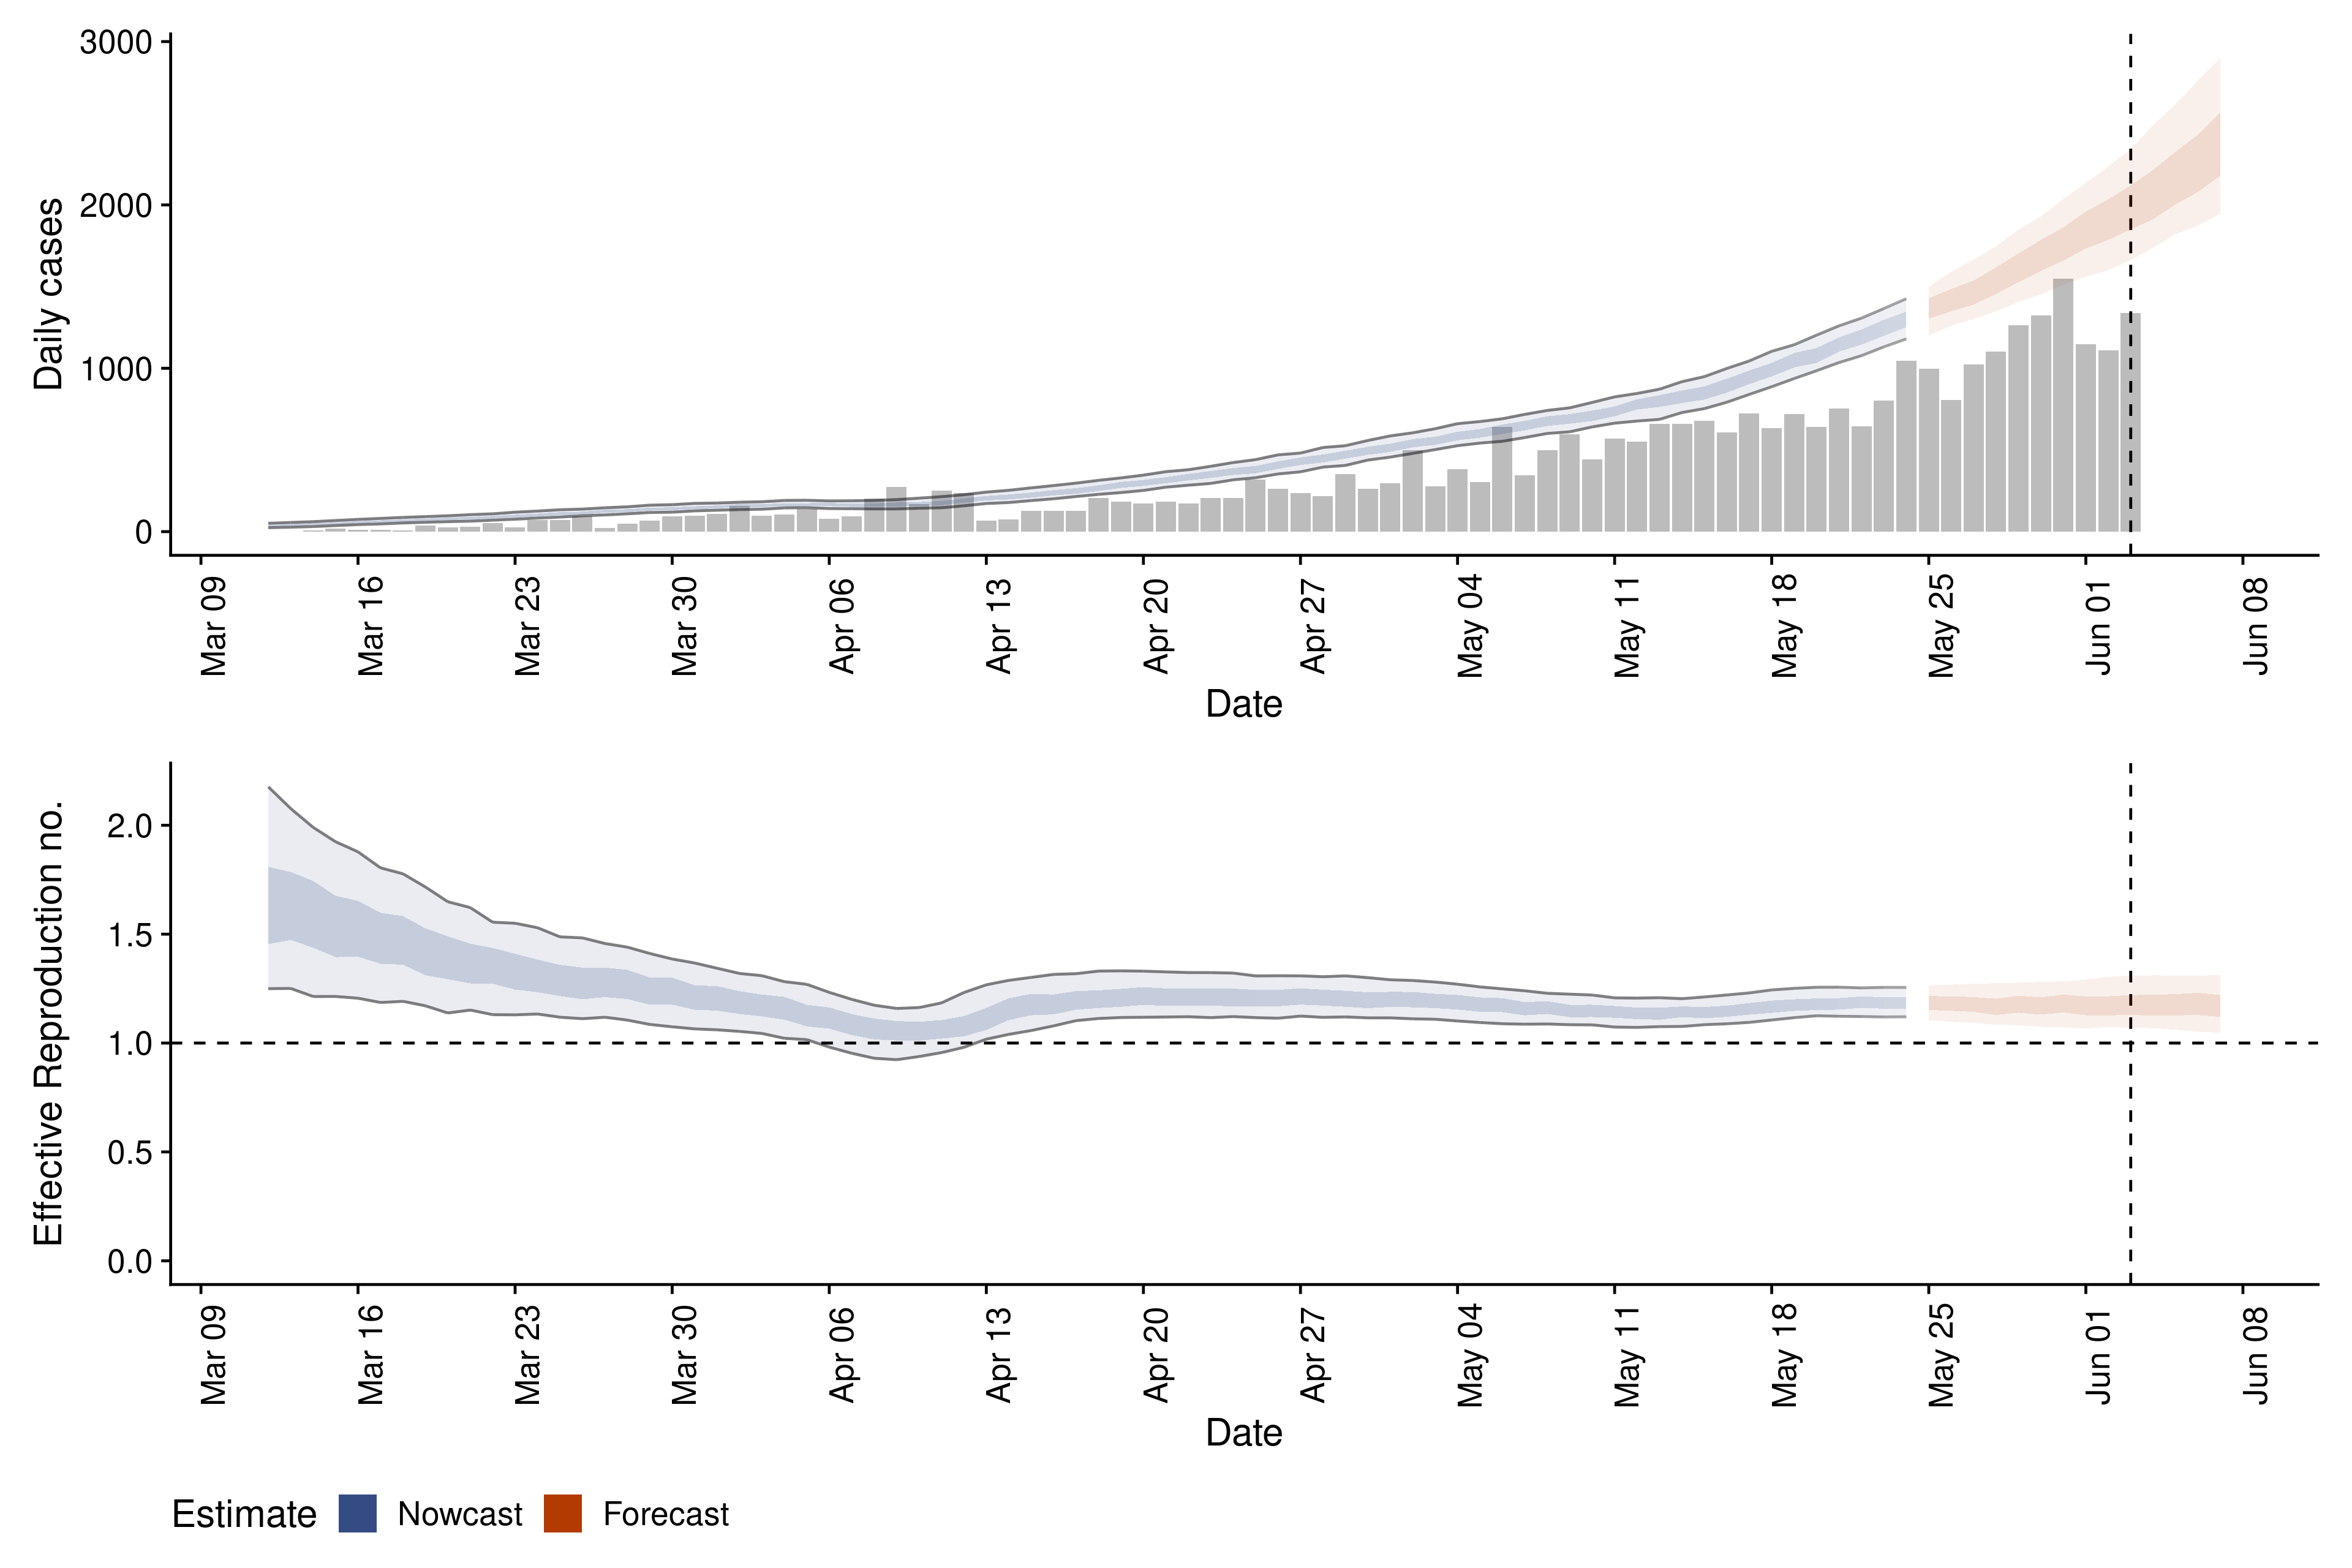 3000
2000
1000
0
Daily cases
Mar 09 Mar 16 Mar 23 Mar 30 Apr 06 Apr 13 Apr 20 Apr 27 May 04 May 11 May 18 May 25 Jun 01 Jun 08
Date
2.0
1.5
1.0
0.5
0.0
Effective Reproduction no.
Mar 09 Mar 16 Mar 23 Mar 30 Apr 06 Apr 13 Apr 20 Apr 27 May 04 May 11 May 18 May 25 Jun 01 Jun 08
Date
Estimate Nowcast Forecast